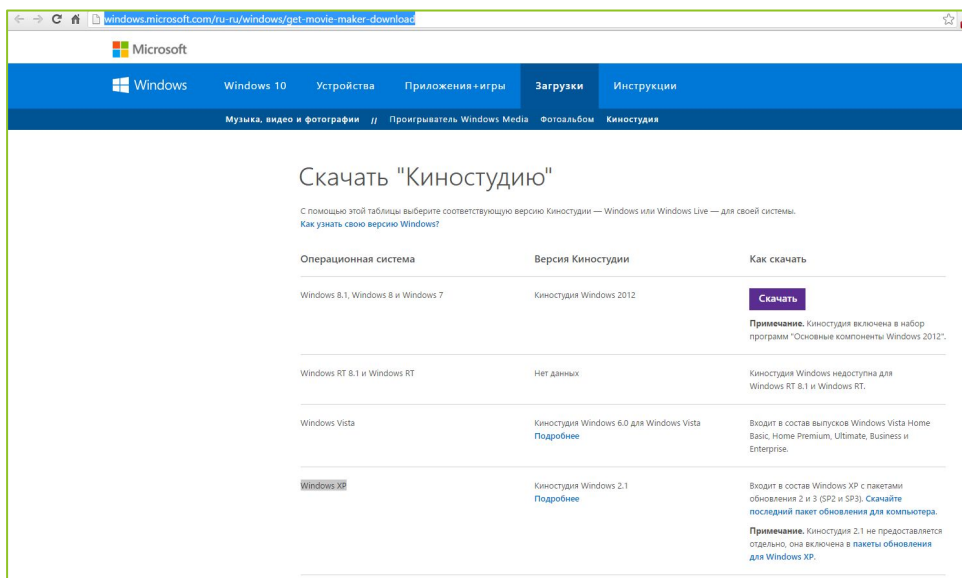 windows.microsoft.com/ru-ru/windows/get-movie-maker-download
Microsoft
Windows Windows 10 Устройства Приложения+игры Загрузки Инструкции
Музыка, видео и фотографии // Проигрыватель Windows Media Фотоальбом Киностудия
Скачать "Киностудию"
С помощью этой таблицы выберите соответствующую версию Киностудии — Windows или Windows Live — для своей системы.
Как узнать свою версию Windows?
Операционная система Версия Киностудии Как скачать
Windows 8.1, Windows 8 и Windows 7 Киностудия Windows 2012 Скачать
Примечание. Киностудия включена в набор
программ "Основные компоненты Windows 2012".
Windows RT 8.1 и Windows RT Нет данных Киностудия Windows недоступна для
Windows RT 8.1 и Windows RT.
Windows Vista Киностудия Windows 6.0 для Windows Vista Входит в состав выпусков Windows Vista Home
Подробнее Basic, Home Premium, Ultimate, Business и
Enterprise.
Windows XP Киностудия Windows 2.1 Входит в состав Windows XP с пакетами
Подробнее обновления 2 и 3 (SP2 и SP3). Скачайте
последний пакет обновления для компьютера.
Примечание. Киностудия 2.1 не предоставляется
отдельно, она включена в пакеты обновления
для Windows XP.